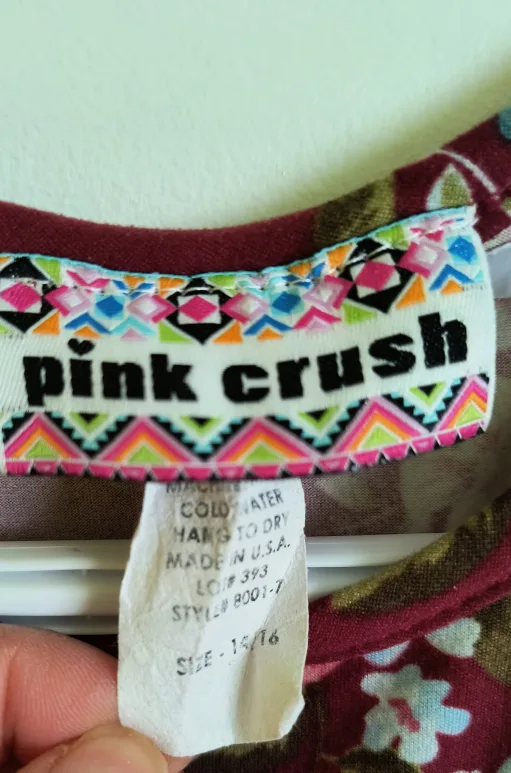 pink crush
COLD WATER
HANG TO DRY
MADE IN U.S.A.
LOT# 393
STYLE# 8001-7
SIZE - 14/16